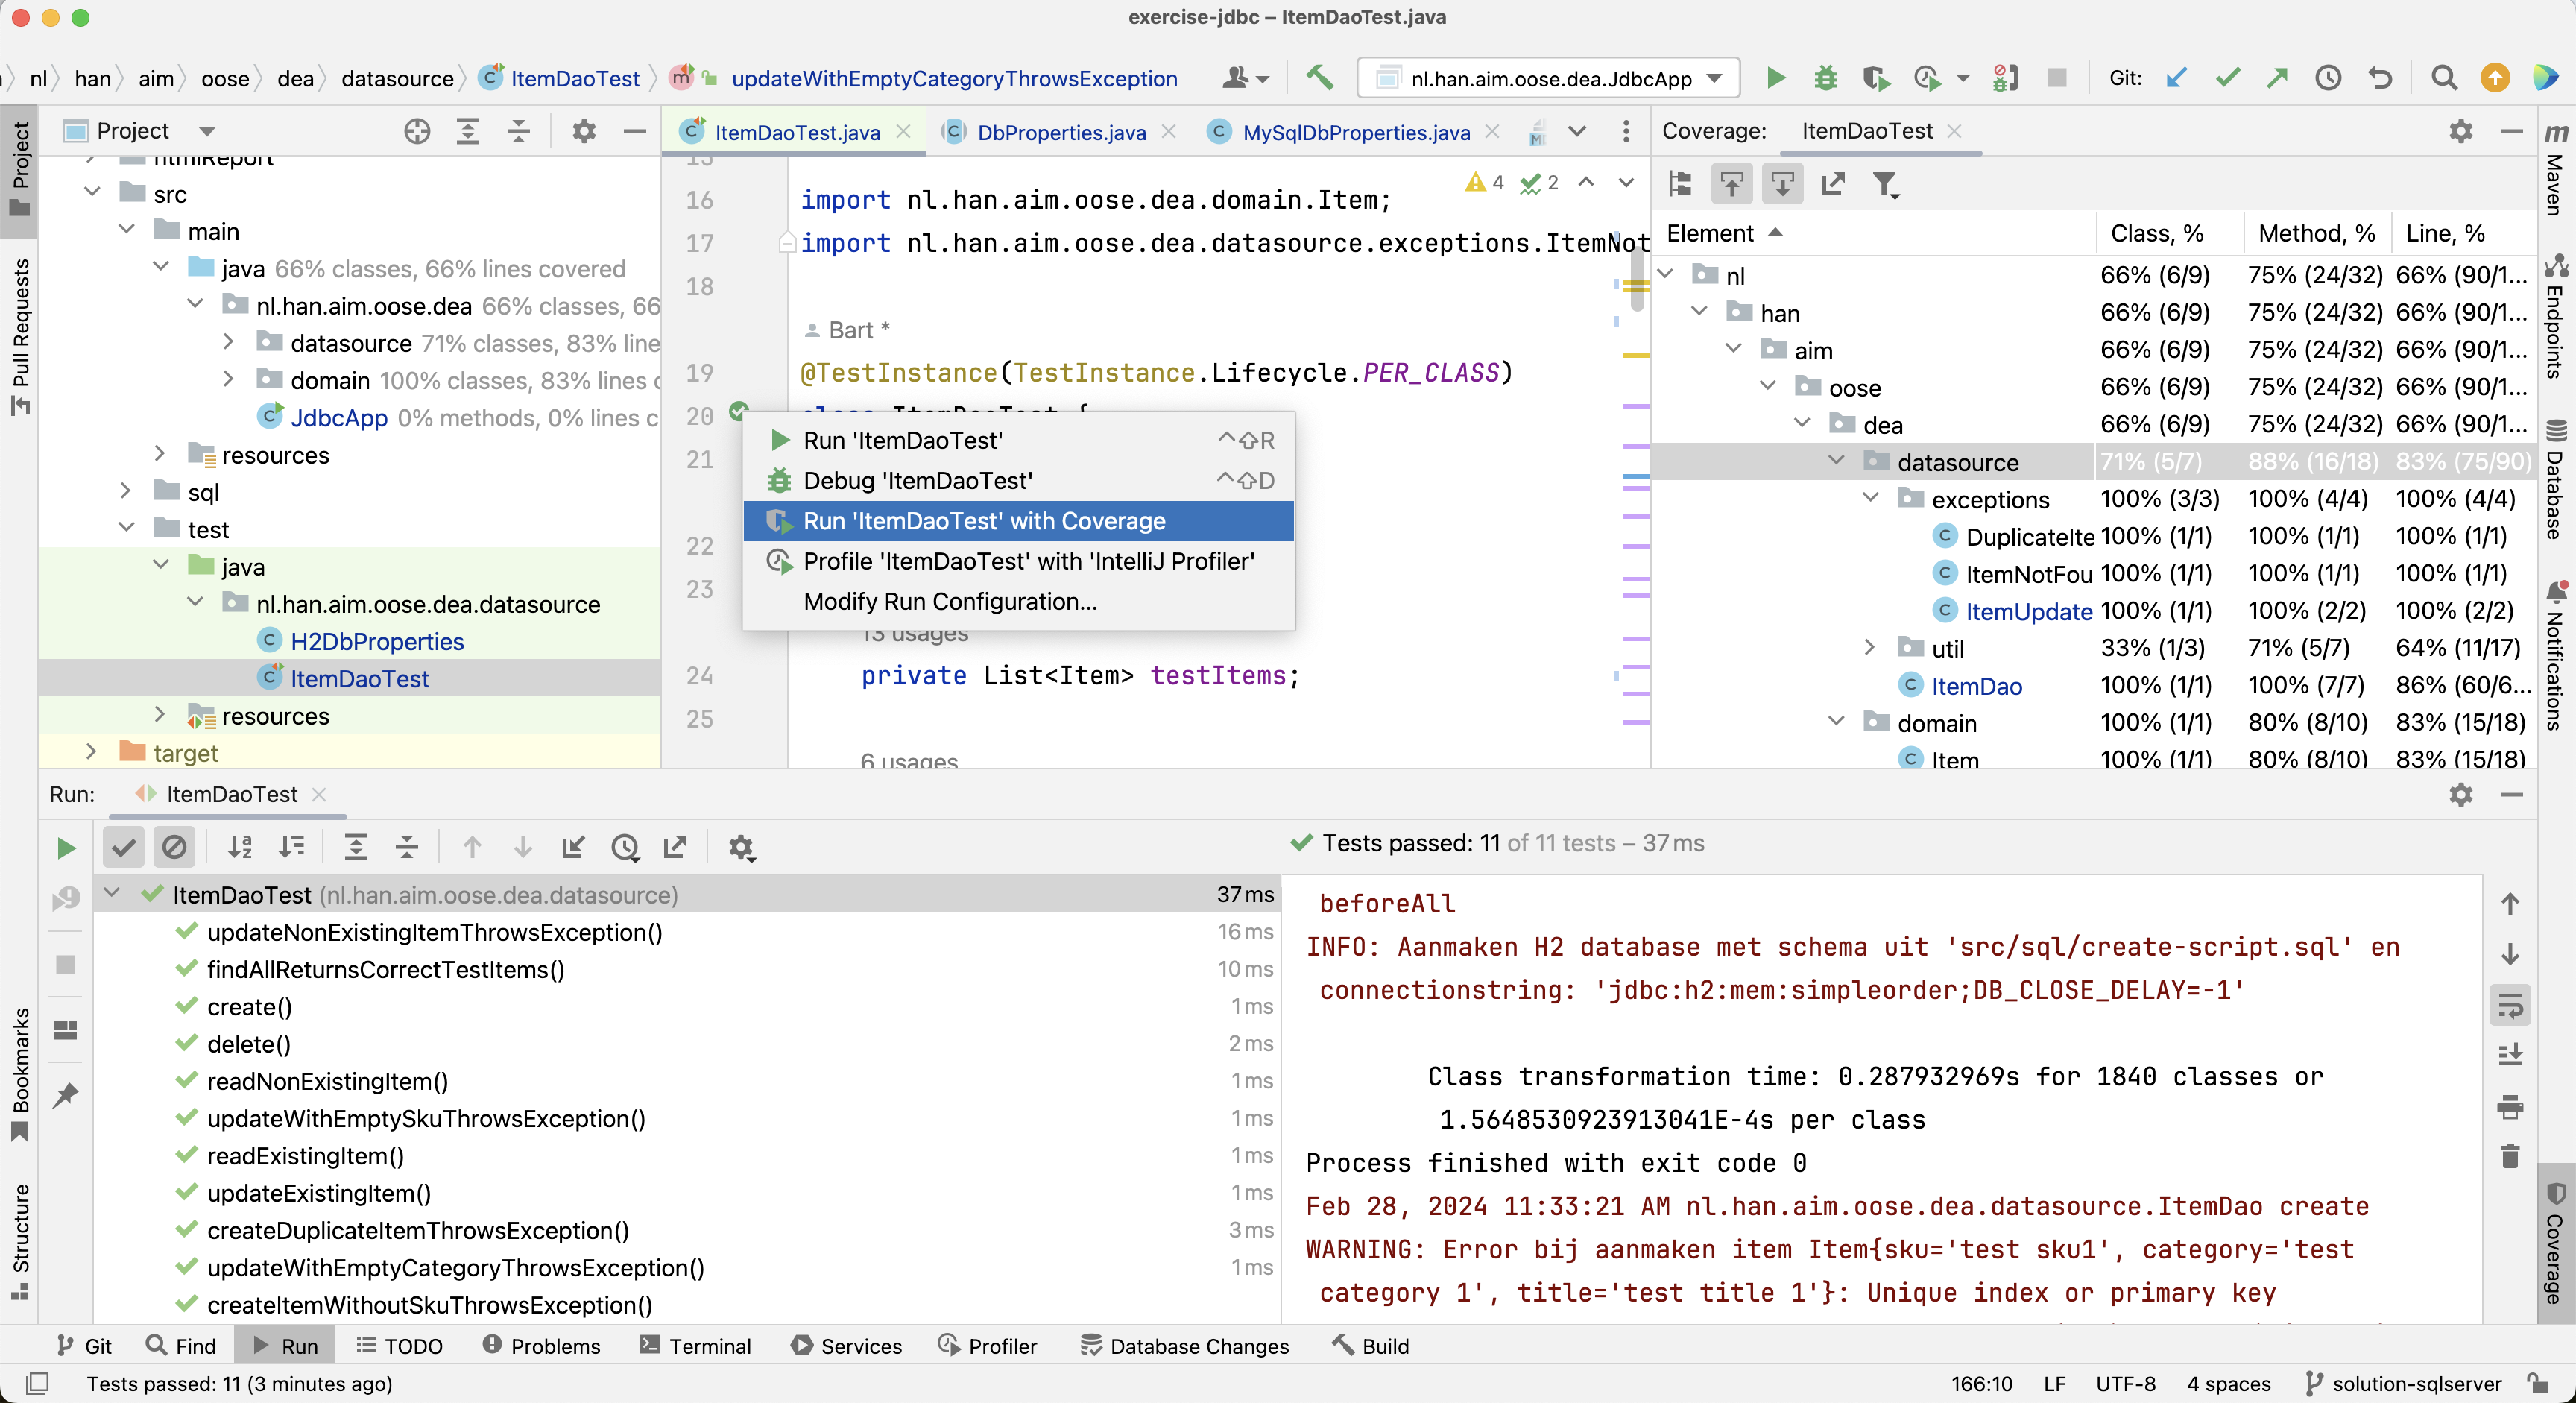 exercise-jdbc – ItemDaoTest.java
nl han aim oose dea datasource ItemDaoTest updateWithEmptyCategoryThrowsException
nl.han.aim.oose.dea.JdbcApp
Git:
Project
ItemDaoTest.java
DbProperties.java
MySqlDbProperties.java
Coverage: ItemDaoTest
Project
Pull Requests
Bookmarks
Structure
htmlReport
src
main
java 66% classes, 66% lines covered
nl.han.aim.oose.dea 66% classes, 66
datasource 71% classes, 83% line
domain 100% classes, 83% lines c
JdbcApp 0% methods, 0% lines c
resources
sql
test
java
nl.han.aim.oose.dea.datasource
H2DbProperties
ItemDaoTest
resources
target
15
4 2
16 import nl.han.aim.oose.dea.domain.Item;
17 import nl.han.aim.oose.dea.datasource.exceptions.ItemNot
18
Bart *
19 @TestInstance(TestInstance.Lifecycle.PER_CLASS)
20 class ItemDaoTest {
21
22
23
Run 'ItemDaoTest' ⌃⇧R
Debug 'ItemDaoTest' ⌃⇧D
Run 'ItemDaoTest' with Coverage
Profile 'ItemDaoTest' with 'IntelliJ Profiler'
Modify Run Configuration...
13 usages
24 private List<Item> testItems;
25
6 usages
Element Class, % Method, % Line, %
nl 66% (6/9) 75% (24/32) 66% (90/1...
han 66% (6/9) 75% (24/32) 66% (90/1...
aim 66% (6/9) 75% (24/32) 66% (90/1...
oose 66% (6/9) 75% (24/32) 66% (90/1...
dea 66% (6/9) 75% (24/32) 66% (90/1...
datasource 71% (5/7) 88% (16/18) 83% (75/90)
exceptions 100% (3/3) 100% (4/4) 100% (4/4)
DuplicateIte 100% (1/1) 100% (1/1) 100% (1/1)
ItemNotFou 100% (1/1) 100% (1/1) 100% (1/1)
ItemUpdate 100% (1/1) 100% (2/2) 100% (2/2)
util 33% (1/3) 71% (5/7) 64% (11/17)
ItemDao 100% (1/1) 100% (7/7) 86% (60/6...
domain 100% (1/1) 80% (8/10) 83% (15/18)
Item 100% (1/1) 80% (8/10) 83% (15/18)
Maven
Endpoints
Database
Notifications
Coverage
Run: ItemDaoTest
Tests passed: 11 of 11 tests – 37 ms
ItemDaoTest (nl.han.aim.oose.dea.datasource) 37 ms
updateNonExistingItemThrowsException() 16 ms
findAllReturnsCorrectTestItems() 10 ms
create() 1 ms
delete() 2 ms
readNonExistingItem() 1 ms
updateWithEmptySkuThrowsException() 1 ms
readExistingItem() 1 ms
updateExistingItem() 1 ms
createDuplicateItemThrowsException() 3 ms
updateWithEmptyCategoryThrowsException() 1 ms
createItemWithoutSkuThrowsException()
beforeAll
INFO: Aanmaken H2 database met schema uit 'src/sql/create-script.sql' en
connectionstring: 'jdbc:h2:mem:simpleorder;DB_CLOSE_DELAY=-1'
Class transformation time: 0.287932969s for 1840 classes or
1.5648530923913041E-4s per class
Process finished with exit code 0
Feb 28, 2024 11:33:21 AM nl.han.aim.oose.dea.datasource.ItemDao create
WARNING: Error bij aanmaken item Item{sku='test sku1', category='test
category 1', title='test title 1'}: Unique index or primary key
Git Find Run TODO Problems Terminal Services Profiler Database Changes Build
Tests passed: 11 (3 minutes ago)
166:10 LF UTF-8 4 spaces solution-sqlserver